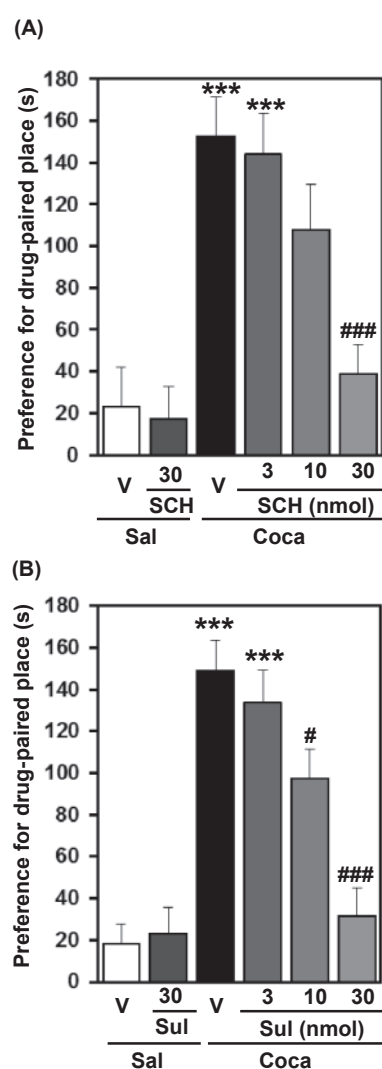 (A)
Preference for drug-paired place (s)
180
160
140
120
100
80
60
40
20
0
*** ***
###
V 30 V 3 10 30
SCH SCH (nmol)
Sal Coca
(B)
Preference for drug-paired place (s)
180
160
140
120
100
80
60
40
20
0
*** ***
#
###
V 30 V 3 10 30
Sul Sul (nmol)
Sal Coca